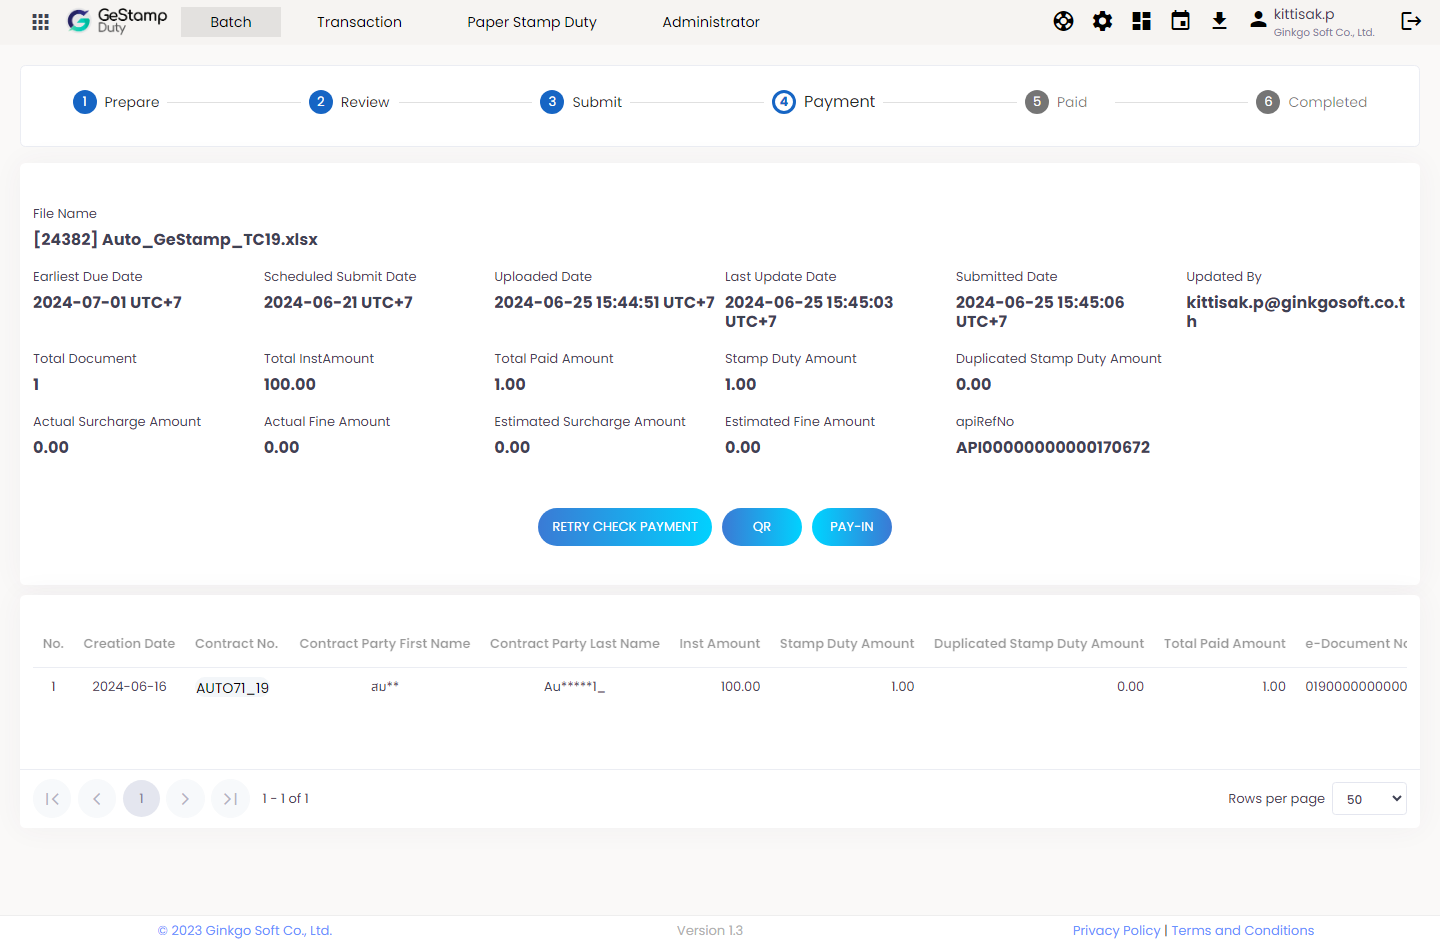 GeStamp
Duty
Batch
Transaction
Paper Stamp Duty
Administrator
kittisak.p
Ginkgo Soft Co., Ltd.
1 Prepare
2 Review
3 Submit
4 Payment
5 Paid
6 Completed
File Name
[24382] Auto_GeStamp_TC19.xlsx
Earliest Due Date
2024-07-01 UTC+7
Scheduled Submit Date
2024-06-21 UTC+7
Uploaded Date
2024-06-25 15:44:51 UTC+7
Last Update Date
2024-06-25 15:45:03
UTC+7
Submitted Date
2024-06-25 15:45:06
UTC+7
Updated By
kittisak.p@ginkgosoft.co.t
h
Total Document
1
Total InstAmount
100.00
Total Paid Amount
1.00
Stamp Duty Amount
1.00
Duplicated Stamp Duty Amount
0.00
Actual Surcharge Amount
0.00
Actual Fine Amount
0.00
Estimated Surcharge Amount
0.00
Estimated Fine Amount
0.00
apiRefNo
API00000000000170672
RETRY CHECK PAYMENT
QR
PAY-IN
No. Creation Date Contract No. Contract Party First Name Contract Party Last Name Inst Amount Stamp Duty Amount Duplicated Stamp Duty Amount Total Paid Amount e-Document No
1 2024-06-16 AUTO71_19 สม** Au*****1_ 100.00 1.00 0.00 1.00 0190000000000
1
1 - 1 of 1
Rows per page 50
© 2023 Ginkgo Soft Co., Ltd.
Version 1.3
Privacy Policy | Terms and Conditions